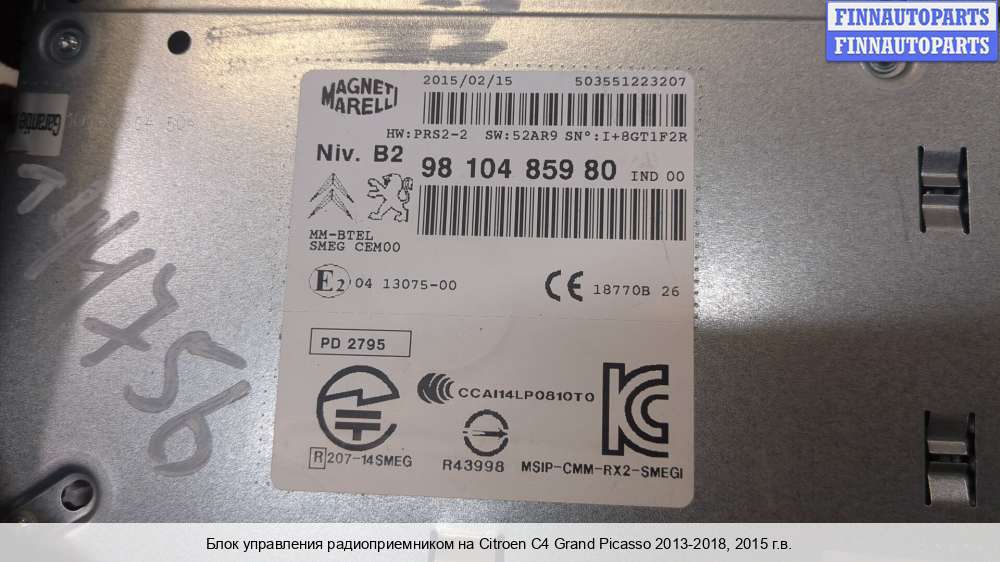 FINNAUTOPARTS
FINNAUTOPARTS
MAGNETI
MARELLI
2015/02/15 503551223207
HW:PRS2-2 SW:52AR9 SN°:I+8GT1F2R
Niv. B2
98 104 859 80 IND 00
MM-BTEL
SMEG CEM00
E2 04 13075-00
CE 18770B 26
PD 2795
CCAI14LP0810T0
R 207-14SMEG
R43998
MSIP-CMM-RX2-SMEGI
Garantie
Блок управления радиоприемником на Citroen C4 Grand Picasso 2013-2018, 2015 г.в.